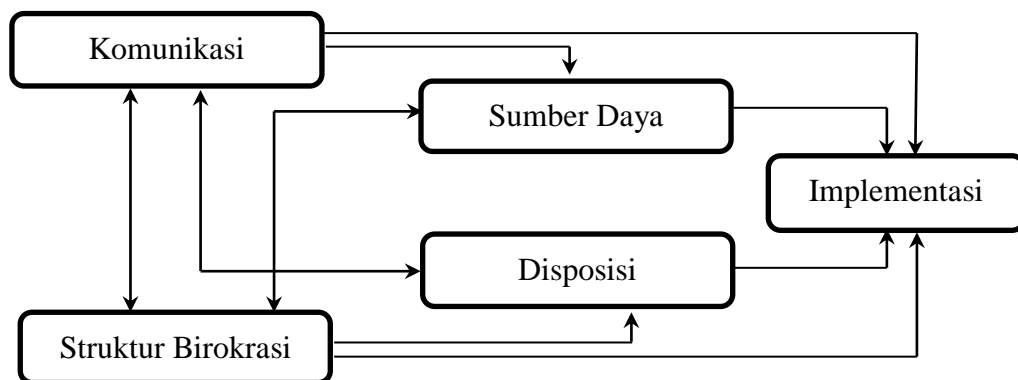 Komunikasi
Sumber Daya
Implementasi
Disposisi
Struktur Birokrasi